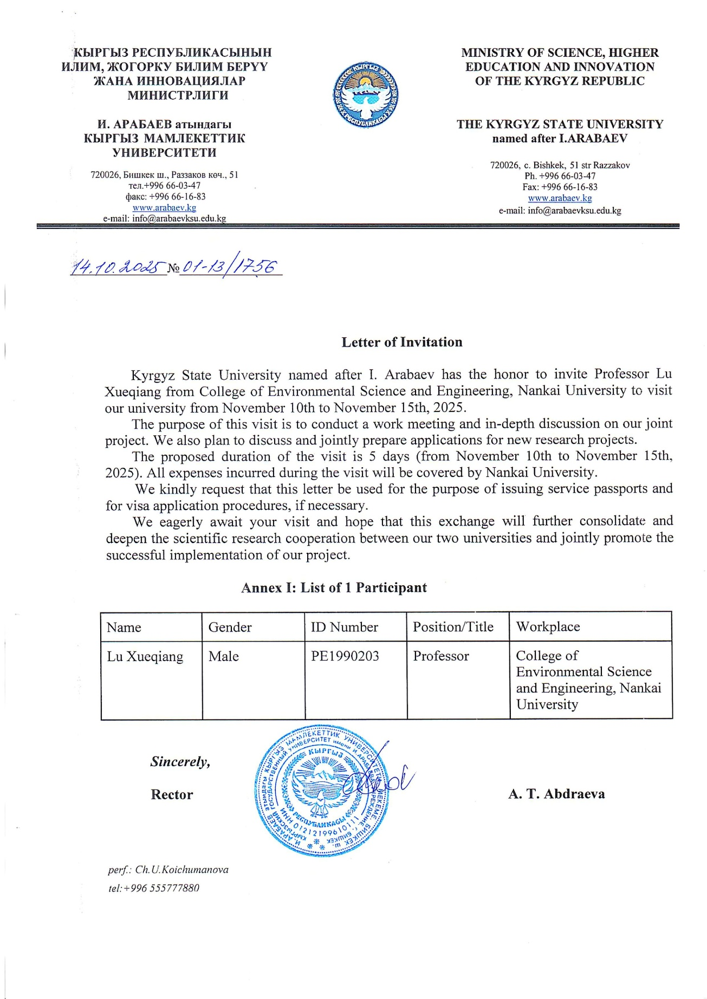 КЫРГЫЗ РЕСПУБЛИКАСЫНЫН
ИЛИМ, ЖОГОРКУ БИЛИМ БЕРҮҮ
ЖАНА ИННОВАЦИЯЛАР
МИНИСТРЛИГИ
И. АРАБАЕВ атындагы
КЫРГЫЗ МАМЛЕКЕТТИК
УНИВЕРСИТЕТИ
720026, Бишкек ш., Раззаков көч., 51
тел.+996 66-03-47
факс: +996 66-16-83
www.arabaev.kg
e-mail: info@arabaevksu.edu.kg
КЫРГЫЗ
РЕСПУБЛИКАСЫ
MINISTRY OF SCIENCE, HIGHER
EDUCATION AND INNOVATION
OF THE KYRGYZ REPUBLIC
THE KYRGYZ STATE UNIVERSITY
named after I.ARABAEV
720026, c. Bishkek, 51 str Razzakov
Ph. +996 66-03-47
Fax: +996 66-16-83
www.arabaev.kg
e-mail: info@arabaevksu.edu.kg
14.10.2025 № 01-13/1756
Letter of Invitation
Kyrgyz State University named after I. Arabaev has the honor to invite Professor Lu
Xueqiang from College of Environmental Science and Engineering, Nankai University to visit
our university from November 10th to November 15th, 2025.
The purpose of this visit is to conduct a work meeting and in-depth discussion on our joint
project. We also plan to discuss and jointly prepare applications for new research projects.
The proposed duration of the visit is 5 days (from November 10th to November 15th,
2025). All expenses incurred during the visit will be covered by Nankai University.
We kindly request that this letter be used for the purpose of issuing service passports and
for visa application procedures, if necessary.
We eagerly await your visit and hope that this exchange will further consolidate and
deepen the scientific research cooperation between our two universities and jointly promote the
successful implementation of our project.
Annex I: List of 1 Participant
Name Gender ID Number Position/Title Workplace
Lu Xueqiang Male PE1990203 Professor College of
Environmental Science
and Engineering, Nankai
University
Sincerely,
Rector
A. T. Abdraeva
И.АРАБАЕВ атындагы КЫРГЫЗ МАМЛЕКЕТТИК УНИВЕРСИТЕТИ МЕКЕМЕ БИШКЕК Ш.
КЫРГЫЗСКИЙ ГОСУДАРСТВЕННЫЙ УНИВЕРСИТЕТ имени И.АРАБАЕВА УЧРЕЖДЕНИЕ г. БИШКЕК
КЫРГЫЗ
РЕСПУБЛИКАСЫ
ИНН 01212199610111
perf.: Ch.U.Koichumanova
tel:+996 555777880